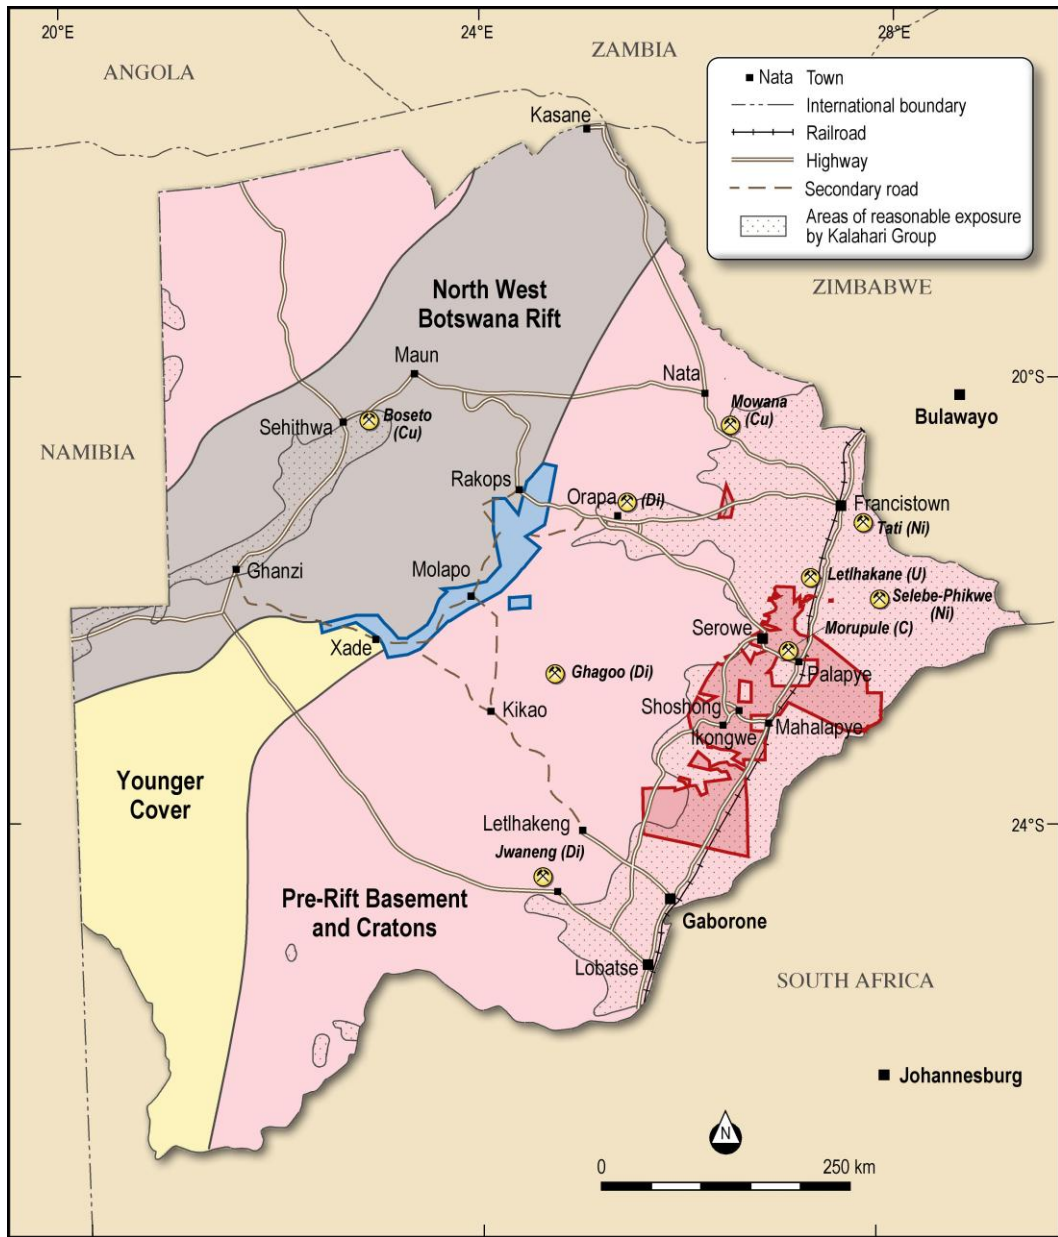 20°E
24°E
28°E
ANGOLA
ZAMBIA
Nata
Town
International boundary
Railroad
Highway
Secondary road
Areas of reasonable exposure
by Kalahari Group
Kasane
ZIMBABWE
North West
Botswana Rift
Maun
Nata
20°S
Mowana
(Cu)
Bulawayo
Boseto
(Cu)
Sehithwa
NAMIBIA
Rakops
Orapa
(Di)
Francistown
Tati (Ni)
Ghanzi
Molapo
Letlhakane (U)
Selebe-Phikwe
(Ni)
Morupule (C)
Serowe
Xade
Palapye
Ghagoo (Di)
Kikao
Shoshong
Ikongwe
Mahalapye
Younger
Cover
Letlhakeng
24°S
Jwaneng (Di)
Pre-Rift Basement
and Cratons
Gaborone
Lobatse
SOUTH AFRICA
Johannesburg
N
0
250 km